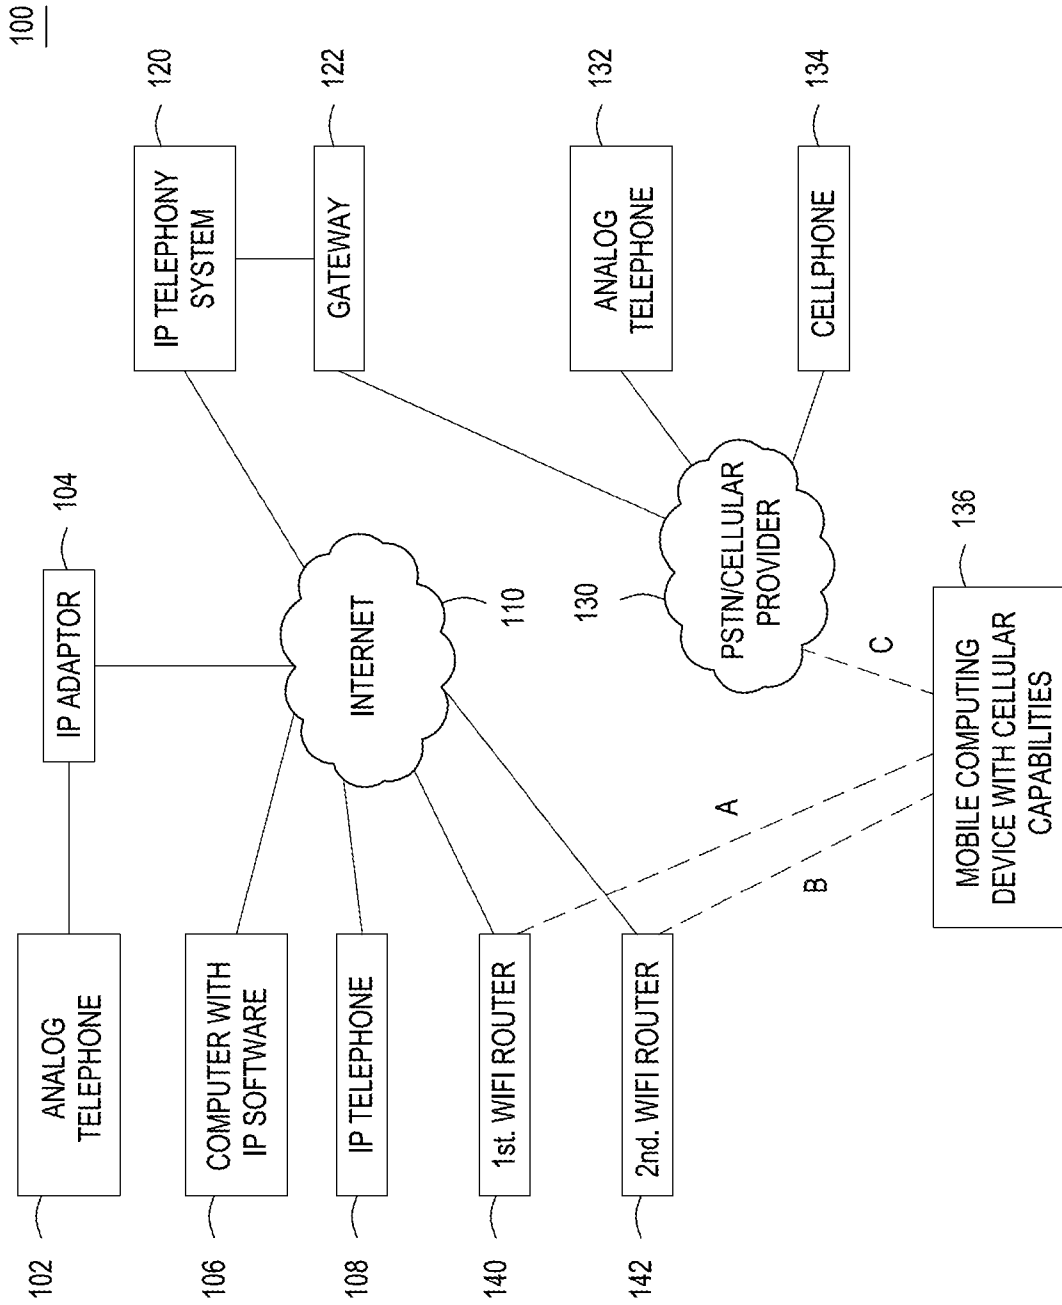 100
102
ANALOG
TELEPHONE
IP ADAPTOR
104
IP TELEPHONY
SYSTEM
120
106
COMPUTER WITH
IP SOFTWARE
GATEWAY
122
108
IP TELEPHONE
INTERNET
110
140
1st. WIFI ROUTER
130
ANALOG
TELEPHONE
132
142
2nd. WIFI ROUTER
A
B
PSTN/CELLULAR
PROVIDER
CELLPHONE
134
C
MOBILE COMPUTING
DEVICE WITH CELLULAR
CAPABILITIES
136